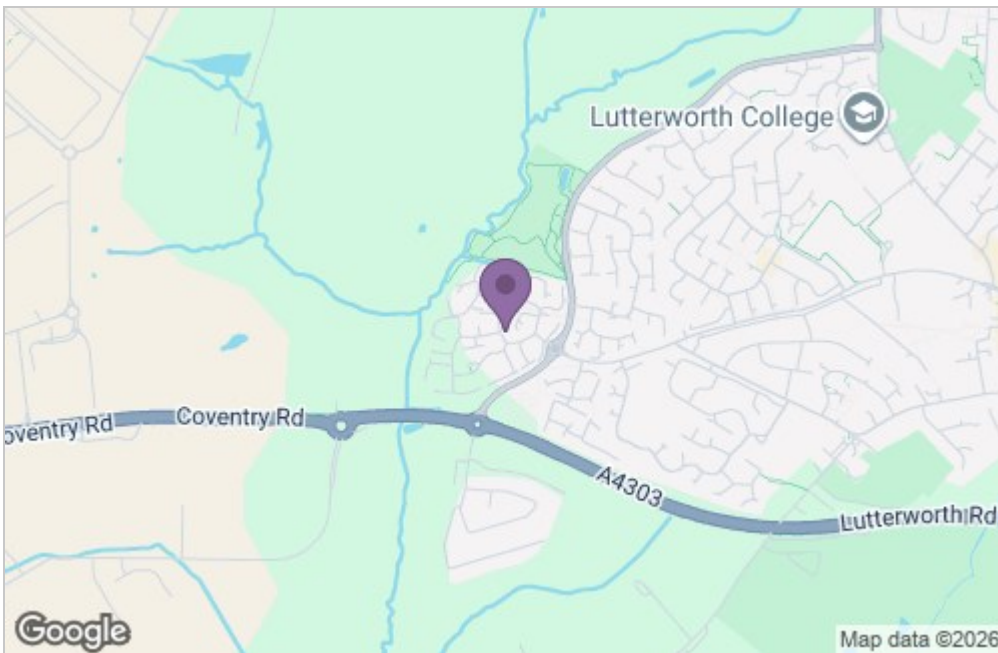 Lutterworth College
Coventry Rd
oventry Rd
A4303
Lutterworth Rd
Google
Map data ©2026